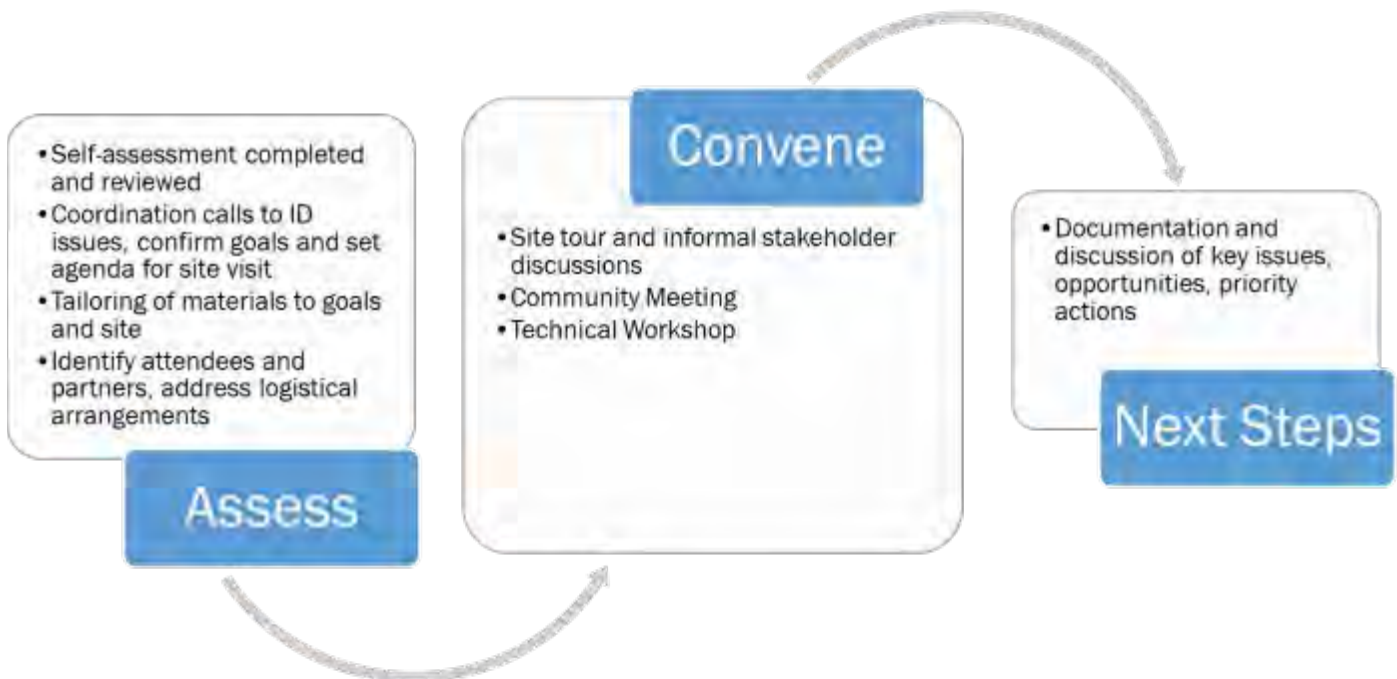 •Self-assessment completed
and reviewed
•Coordination calls to ID
issues, confirm goals and set
agenda for site visit
•Tailoring of materials to goals
and site
•Identify attendees and
partners, address logistical
arrangements
Assess
Convene
•Site tour and informal stakeholder
discussions
•Community Meeting
•Technical Workshop
•Documentation and
discussion of key issues,
opportunities, priority
actions
Next Steps